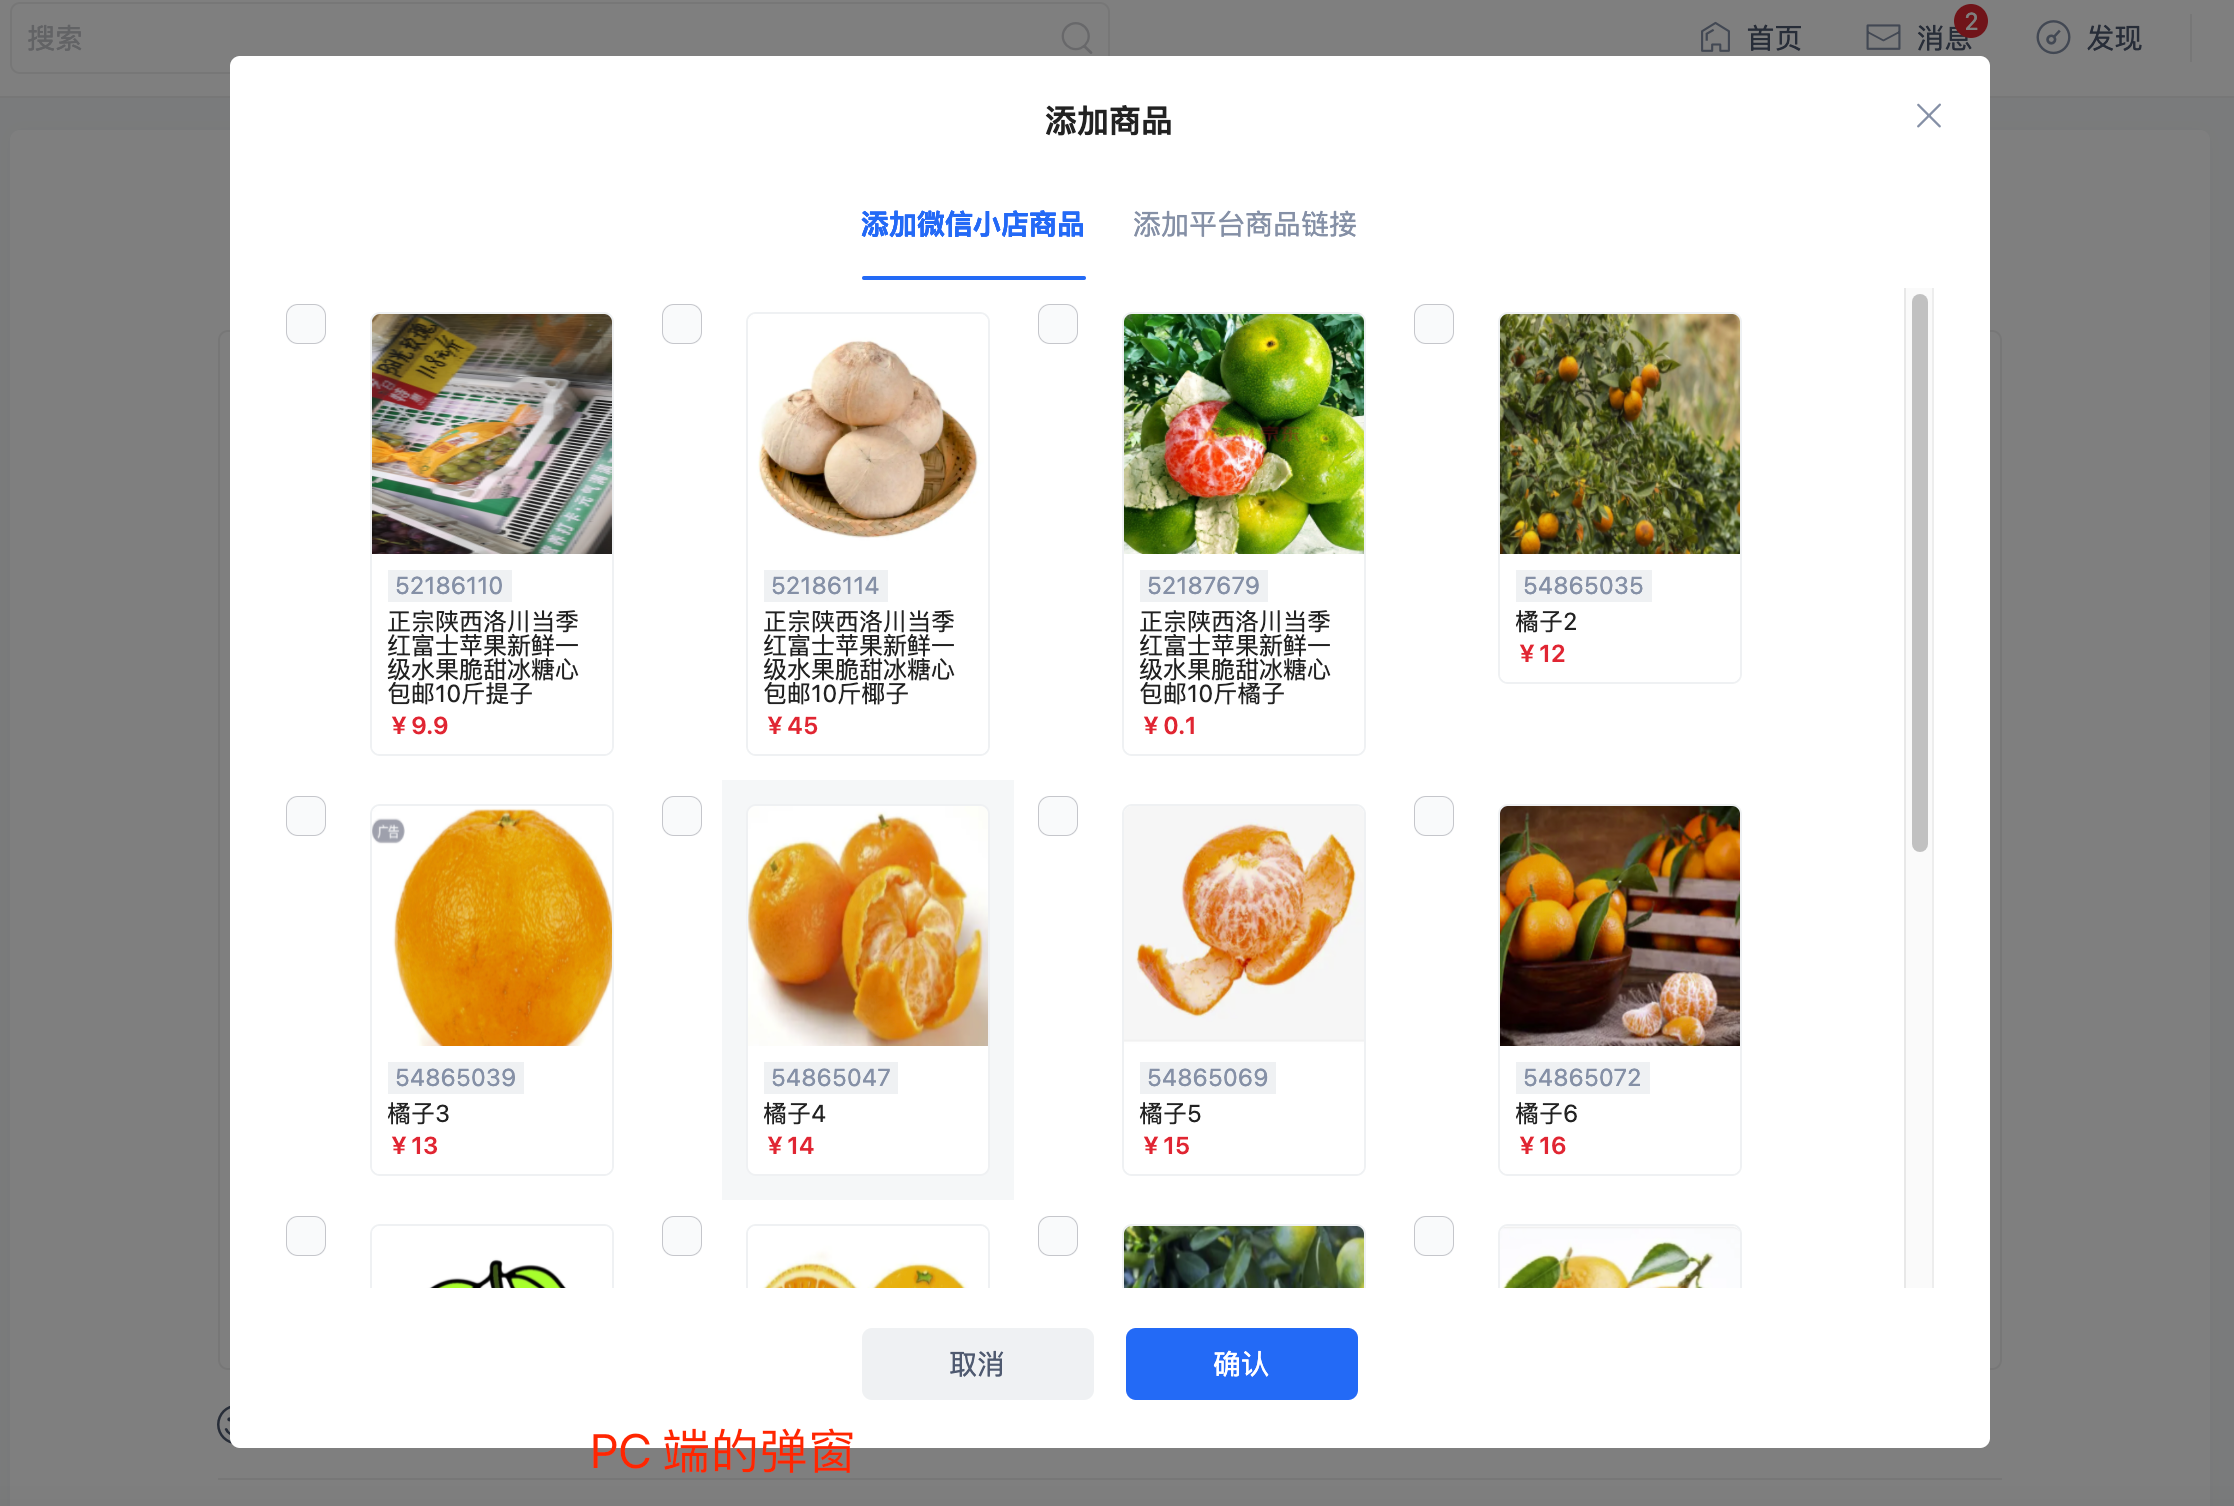 搜索
首页
消息
2
发现
添加商品
添加微信小店商品
添加平台商品链接
11.8元/份
52186110
正宗陕西洛川当季
红富士苹果新鲜一
级水果脆甜冰糖心
包邮10斤提子
¥9.9
52186114
正宗陕西洛川当季
红富士苹果新鲜一
级水果脆甜冰糖心
包邮10斤椰子
¥45
52187679
正宗陕西洛川当季
红富士苹果新鲜一
级水果脆甜冰糖心
包邮10斤橘子
¥0.1
54865035
橘子2
¥12
广告
54865039
橘子3
¥13
54865047
橘子4
¥14
54865069
橘子5
¥15
54865072
橘子6
¥16
取消
确认
PC 端的弹窗